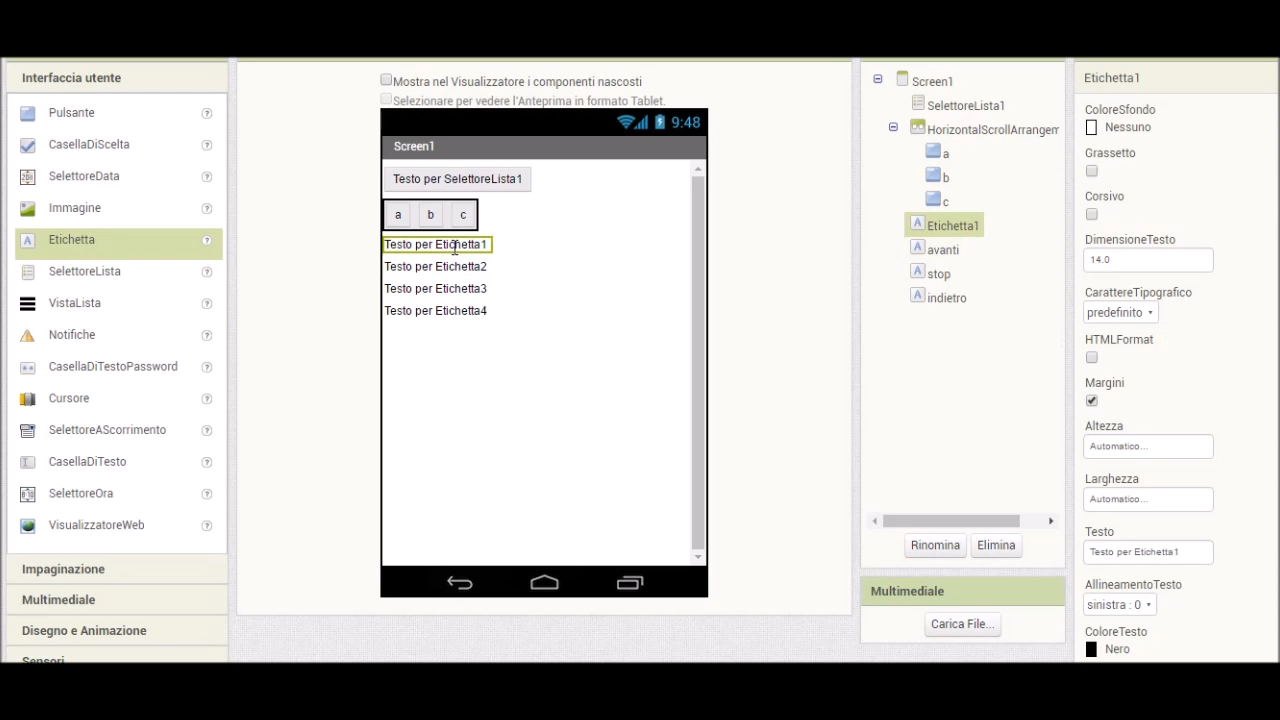 Interfaccia utente
Pulsante
CasellaDiScelta
SelettoreData
Immagine
Etichetta
SelettoreLista
VistaLista
Notifiche
CasellaDiTestoPassword
Cursore
SelettoreAScorrimento
CasellaDiTesto
SelettoreOra
VisualizzatoreWeb
Impaginazione
Multimediale
Disegno e Animazione
Sensori
Mostra nel Visualizzatore i componenti nascosti
Selezionare per vedere l'Anteprima in formato Tablet.
9:48
Screen1
Testo per SelettoreLista1
a b c
Testo per Etichetta1
Testo per Etichetta2
Testo per Etichetta3
Testo per Etichetta4
Screen1
SelettoreLista1
HorizontalScrollArrangem
a
b
c
Etichetta1
avanti
stop
indietro
Rinomina Elimina
Multimediale
Carica File...
Etichetta1
ColoreSfondo
Nessuno
Grassetto
Corsivo
DimensioneTesto
14.0
CarattereTipografico
predefinito
HTMLFormat
Margini
Altezza
Automatico...
Larghezza
Automatico...
Testo
Testo per Etichetta1
AllineamentoTesto
sinistra : 0
ColoreTesto
Nero